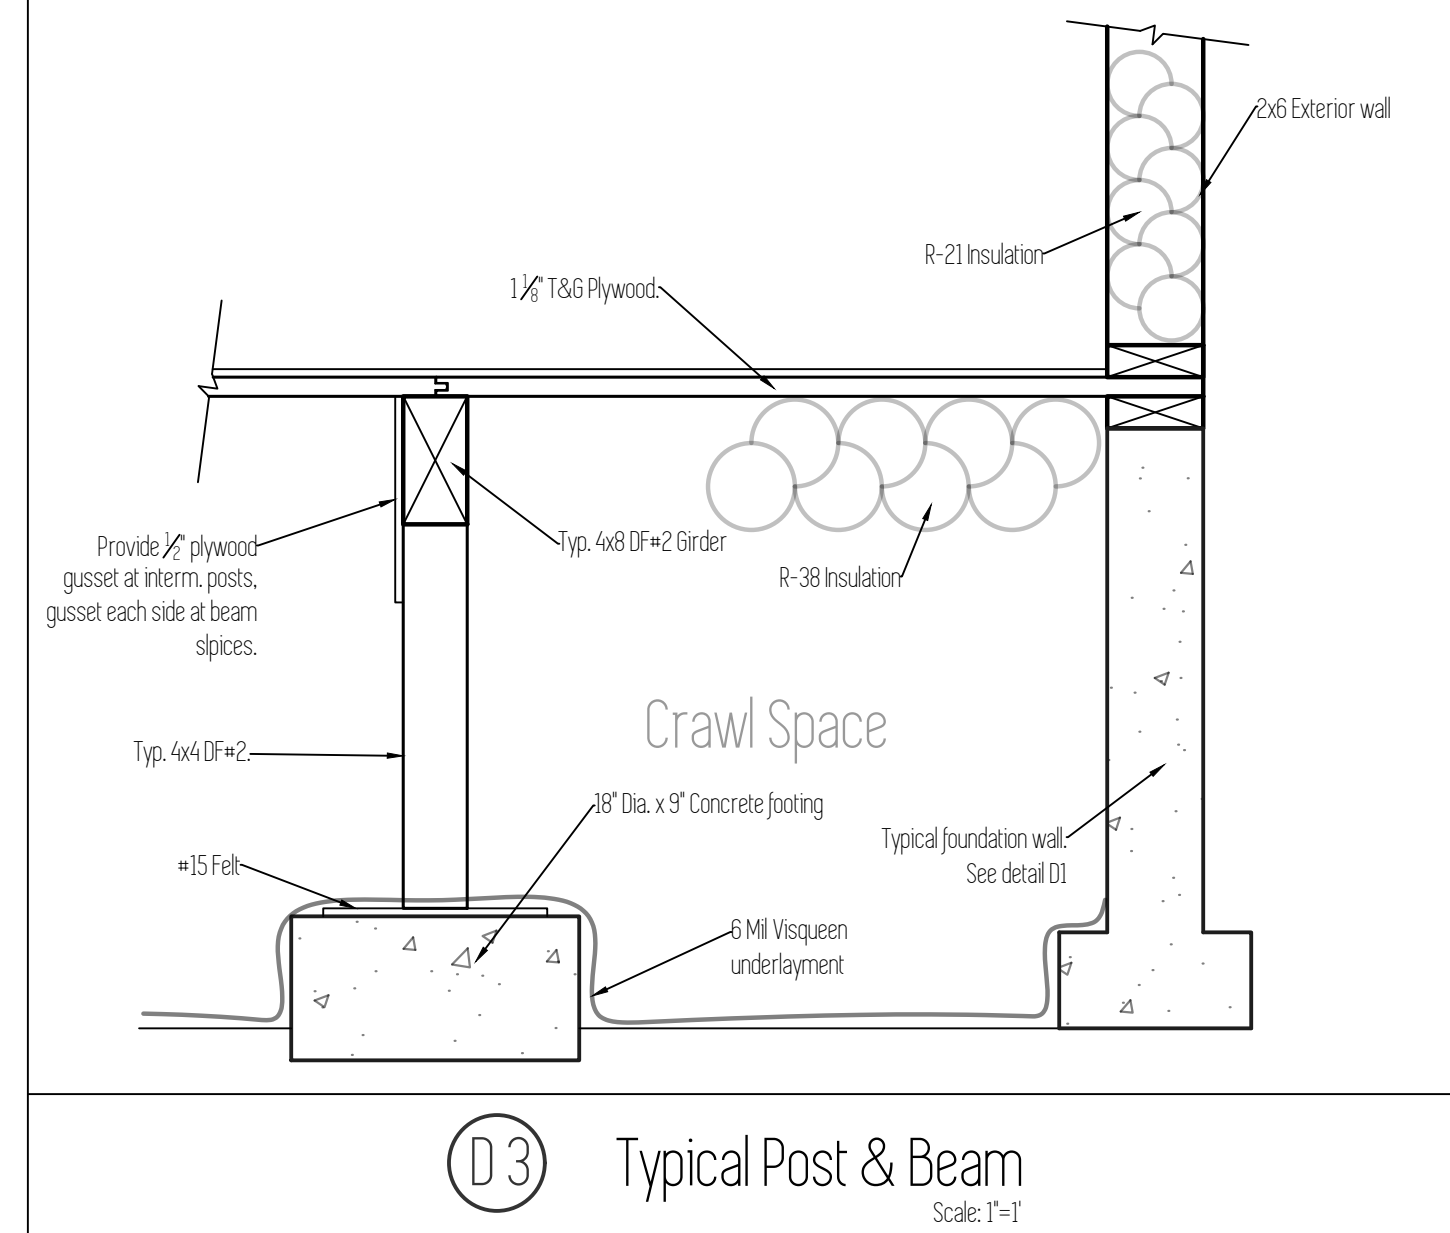 2x6 Exterior wall
R-21 Insulation
1 1/8" T&G Plywood.
Provide 1/2" plywood
gusset at interm. posts,
gusset each side at beam
slpices.
Typ. 4x8 DF#2 Girder
R-38 Insulation
Crawl Space
Typ. 4x4 DF#2.
18" Dia. x 9" Concrete footing
Typical foundation wall.
See detail D1
#15 Felt
6 Mil Visqueen
underlayment
D 3
Typical Post & Beam
Scale: 1"=1'